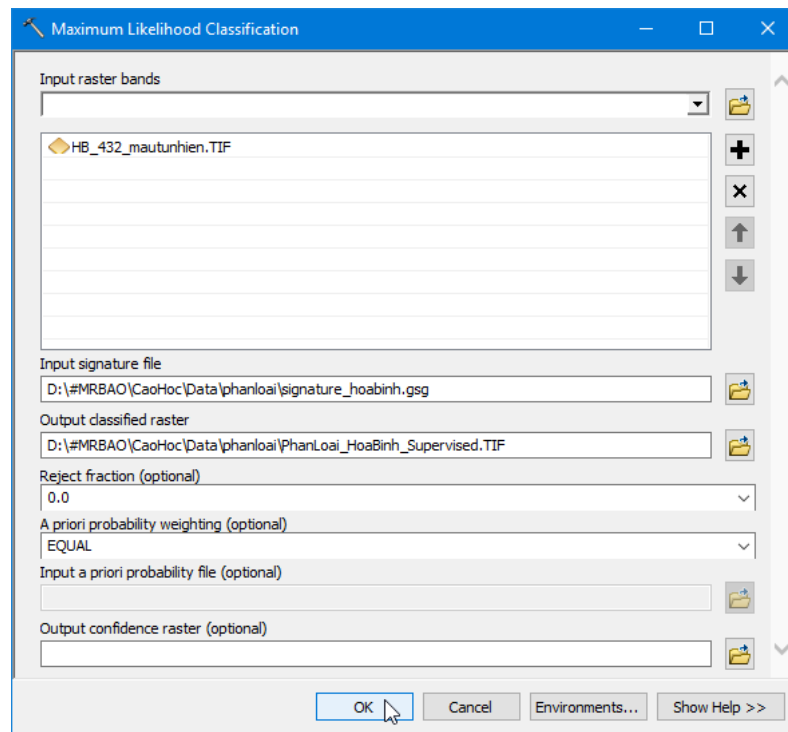 Maximum Likelihood Classification
Input raster bands
HB_432_mautunhien.TIF
Input signature file
D:\#MRBAO\CaoHoc\Data\phanloai\signature_hoabinh.gsg
Output classified raster
D:\#MRBAO\CaoHoc\Data\phanloai\PhanLoai_HoaBinh_Supervised.TIF
Reject fraction (optional)
0.0
A priori probability weighting (optional)
EQUAL
Input a priori probability file (optional)
Output confidence raster (optional)
OK Cancel Environments... Show Help >>